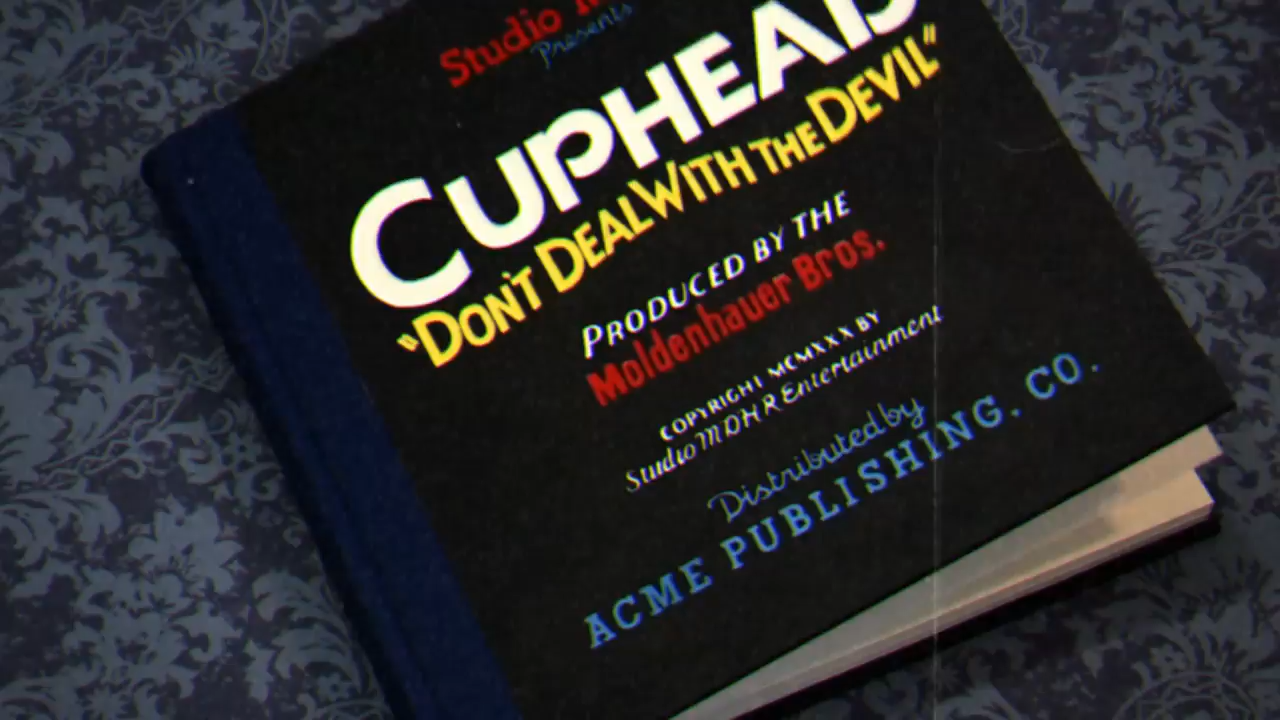 Studio
Presents
CUPHEAD
"DON'T DEAL WITH THE DEVIL"
PRODUCED BY THE
Moldenhauer Bros.
COPYRIGHT MCMXXX BY
Studio MDHR Entertainment
Distributed by
ACME PUBLISHING. CO.